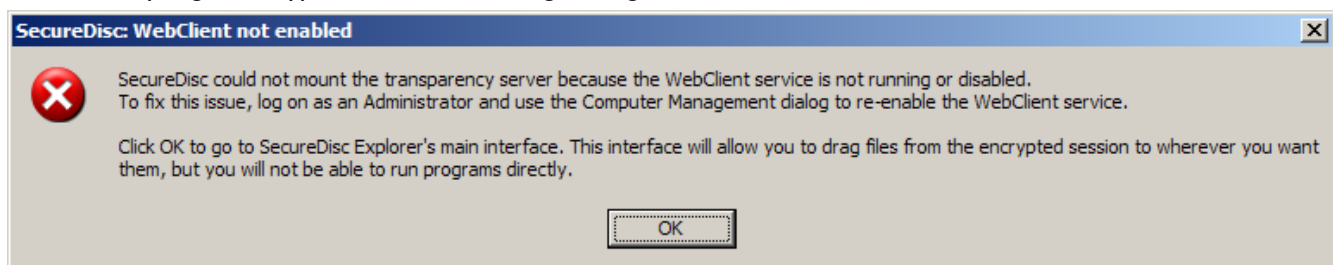 SecureDisc: WebClient not enabled
SecureDisc could not mount the transparency server because the WebClient service is not running or disabled.
To fix this issue, log on as an Administrator and use the Computer Management dialog to re-enable the WebClient service.
Click OK to go to SecureDisc Explorer's main interface. This interface will allow you to drag files from the encrypted session to wherever you want
them, but you will not be able to run programs directly.
OK